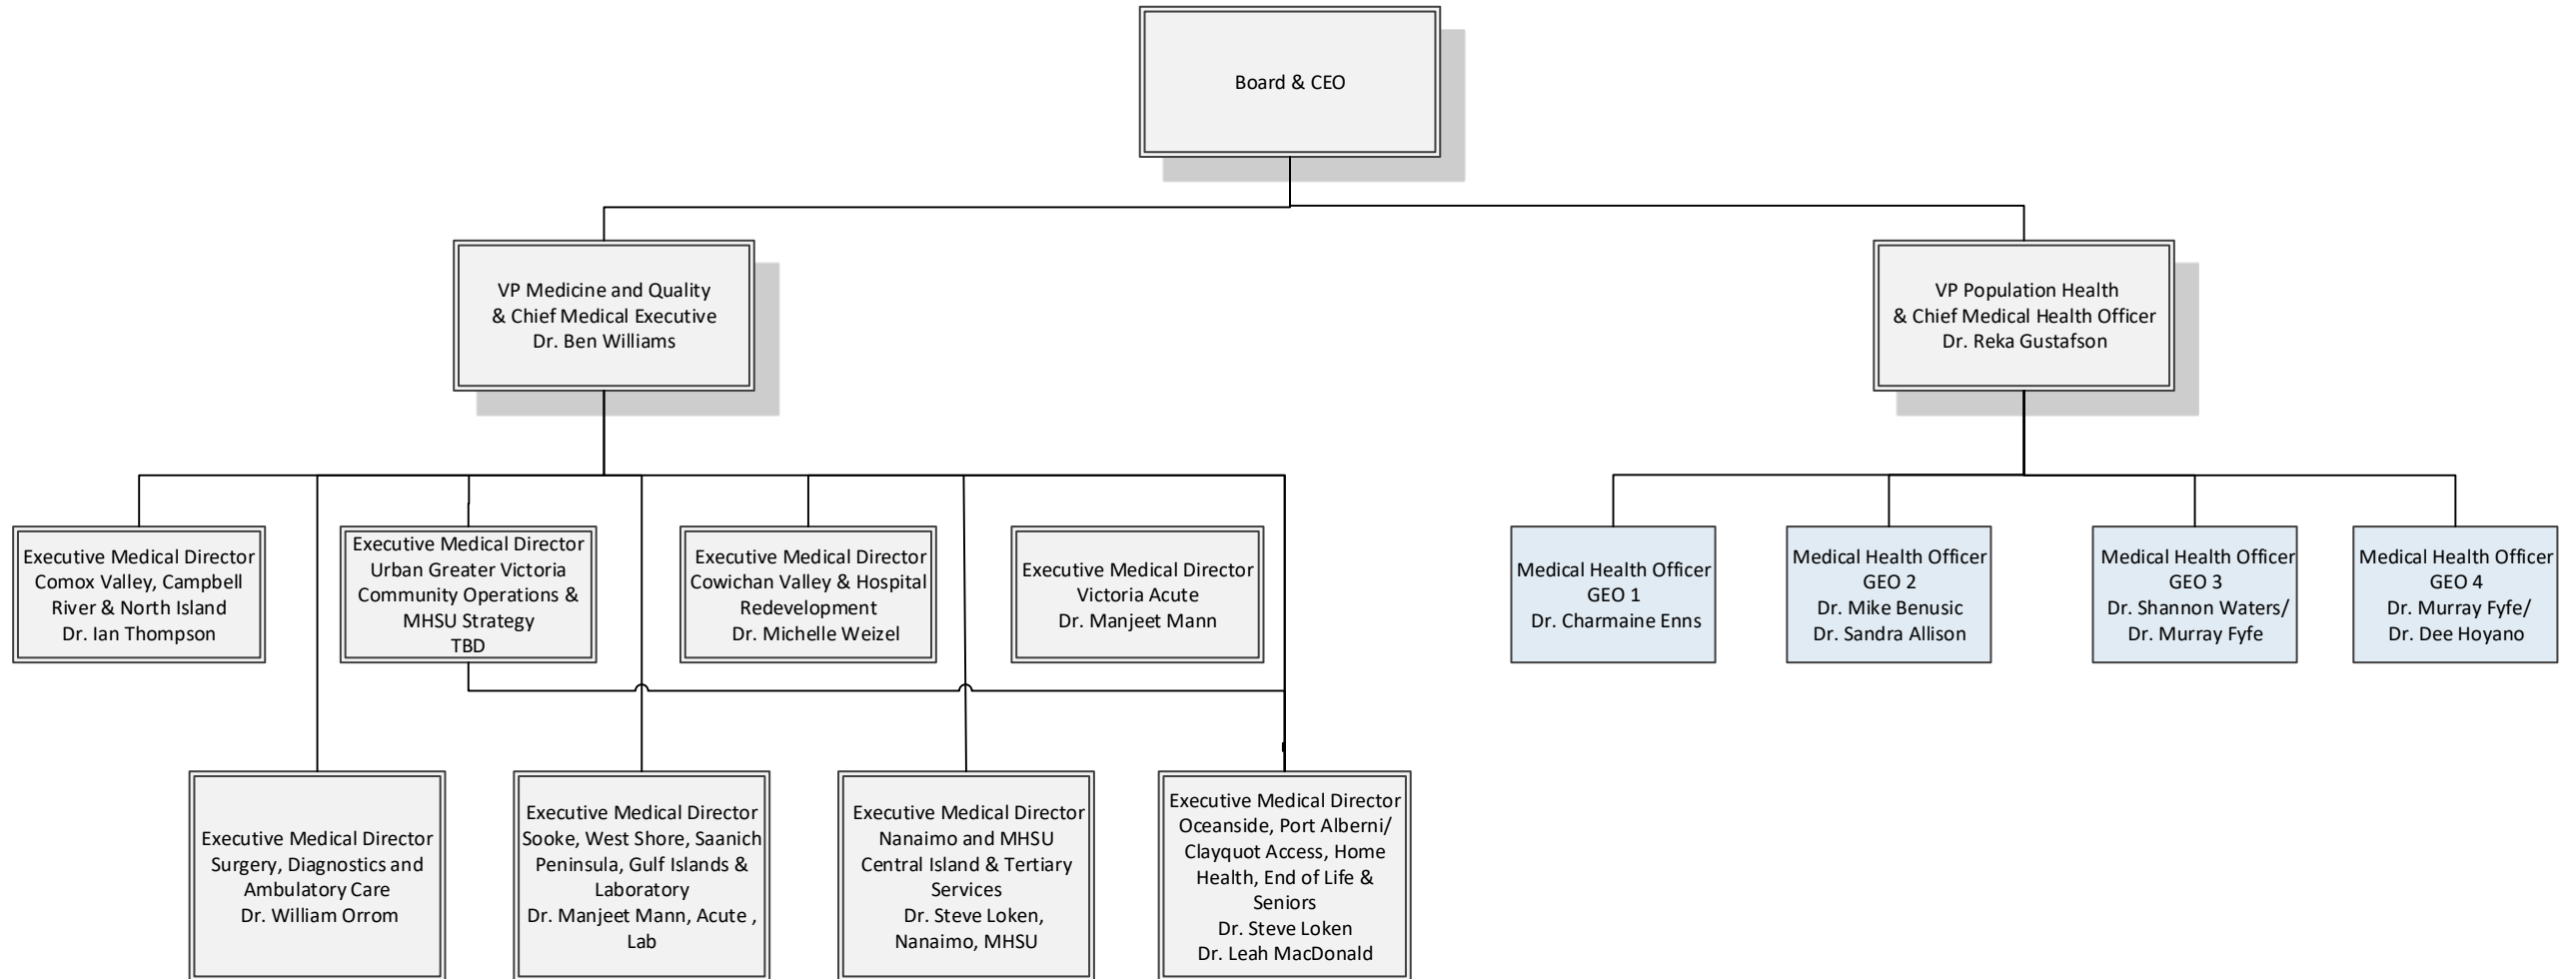 Board & CEO
VP Medicine and Quality
& Chief Medical Executive
Dr. Ben Williams
VP Population Health
& Chief Medical Health Officer
Dr. Reka Gustafson
Executive Medical Director
Comox Valley, Campbell
River & North Island
Dr. Ian Thompson
Executive Medical Director
Urban Greater Victoria
Community Operations &
MHSU Strategy
TBD
Executive Medical Director
Cowichan Valley & Hospital
Redevelopment
Dr. Michelle Weizel
Executive Medical Director
Victoria Acute
Dr. Manjeet Mann
Medical Health Officer
GEO 1
Dr. Charmaine Enns
Medical Health Officer
GEO 2
Dr. Mike Benusic
Dr. Sandra Allison
Medical Health Officer
GEO 3
Dr. Shannon Waters/
Dr. Murray Fyfe
Medical Health Officer
GEO 4
Dr. Murray Fyfe/
Dr. Dee Hoyano
Executive Medical Director
Surgery, Diagnostics and
Ambulatory Care
Dr. William Orrom
Executive Medical Director
Sooke, West Shore, Saanich
Peninsula, Gulf Islands &
Laboratory
Dr. Manjeet Mann, Acute ,
Lab
Executive Medical Director
Nanaimo and MHSU
Central Island & Tertiary
Services
Dr. Steve Loken,
Nanaimo, MHSU
Executive Medical Director
Oceanside, Port Alberni/
Clayquot Access, Home
Health, End of Life &
Seniors
Dr. Steve Loken
Dr. Leah MacDonald